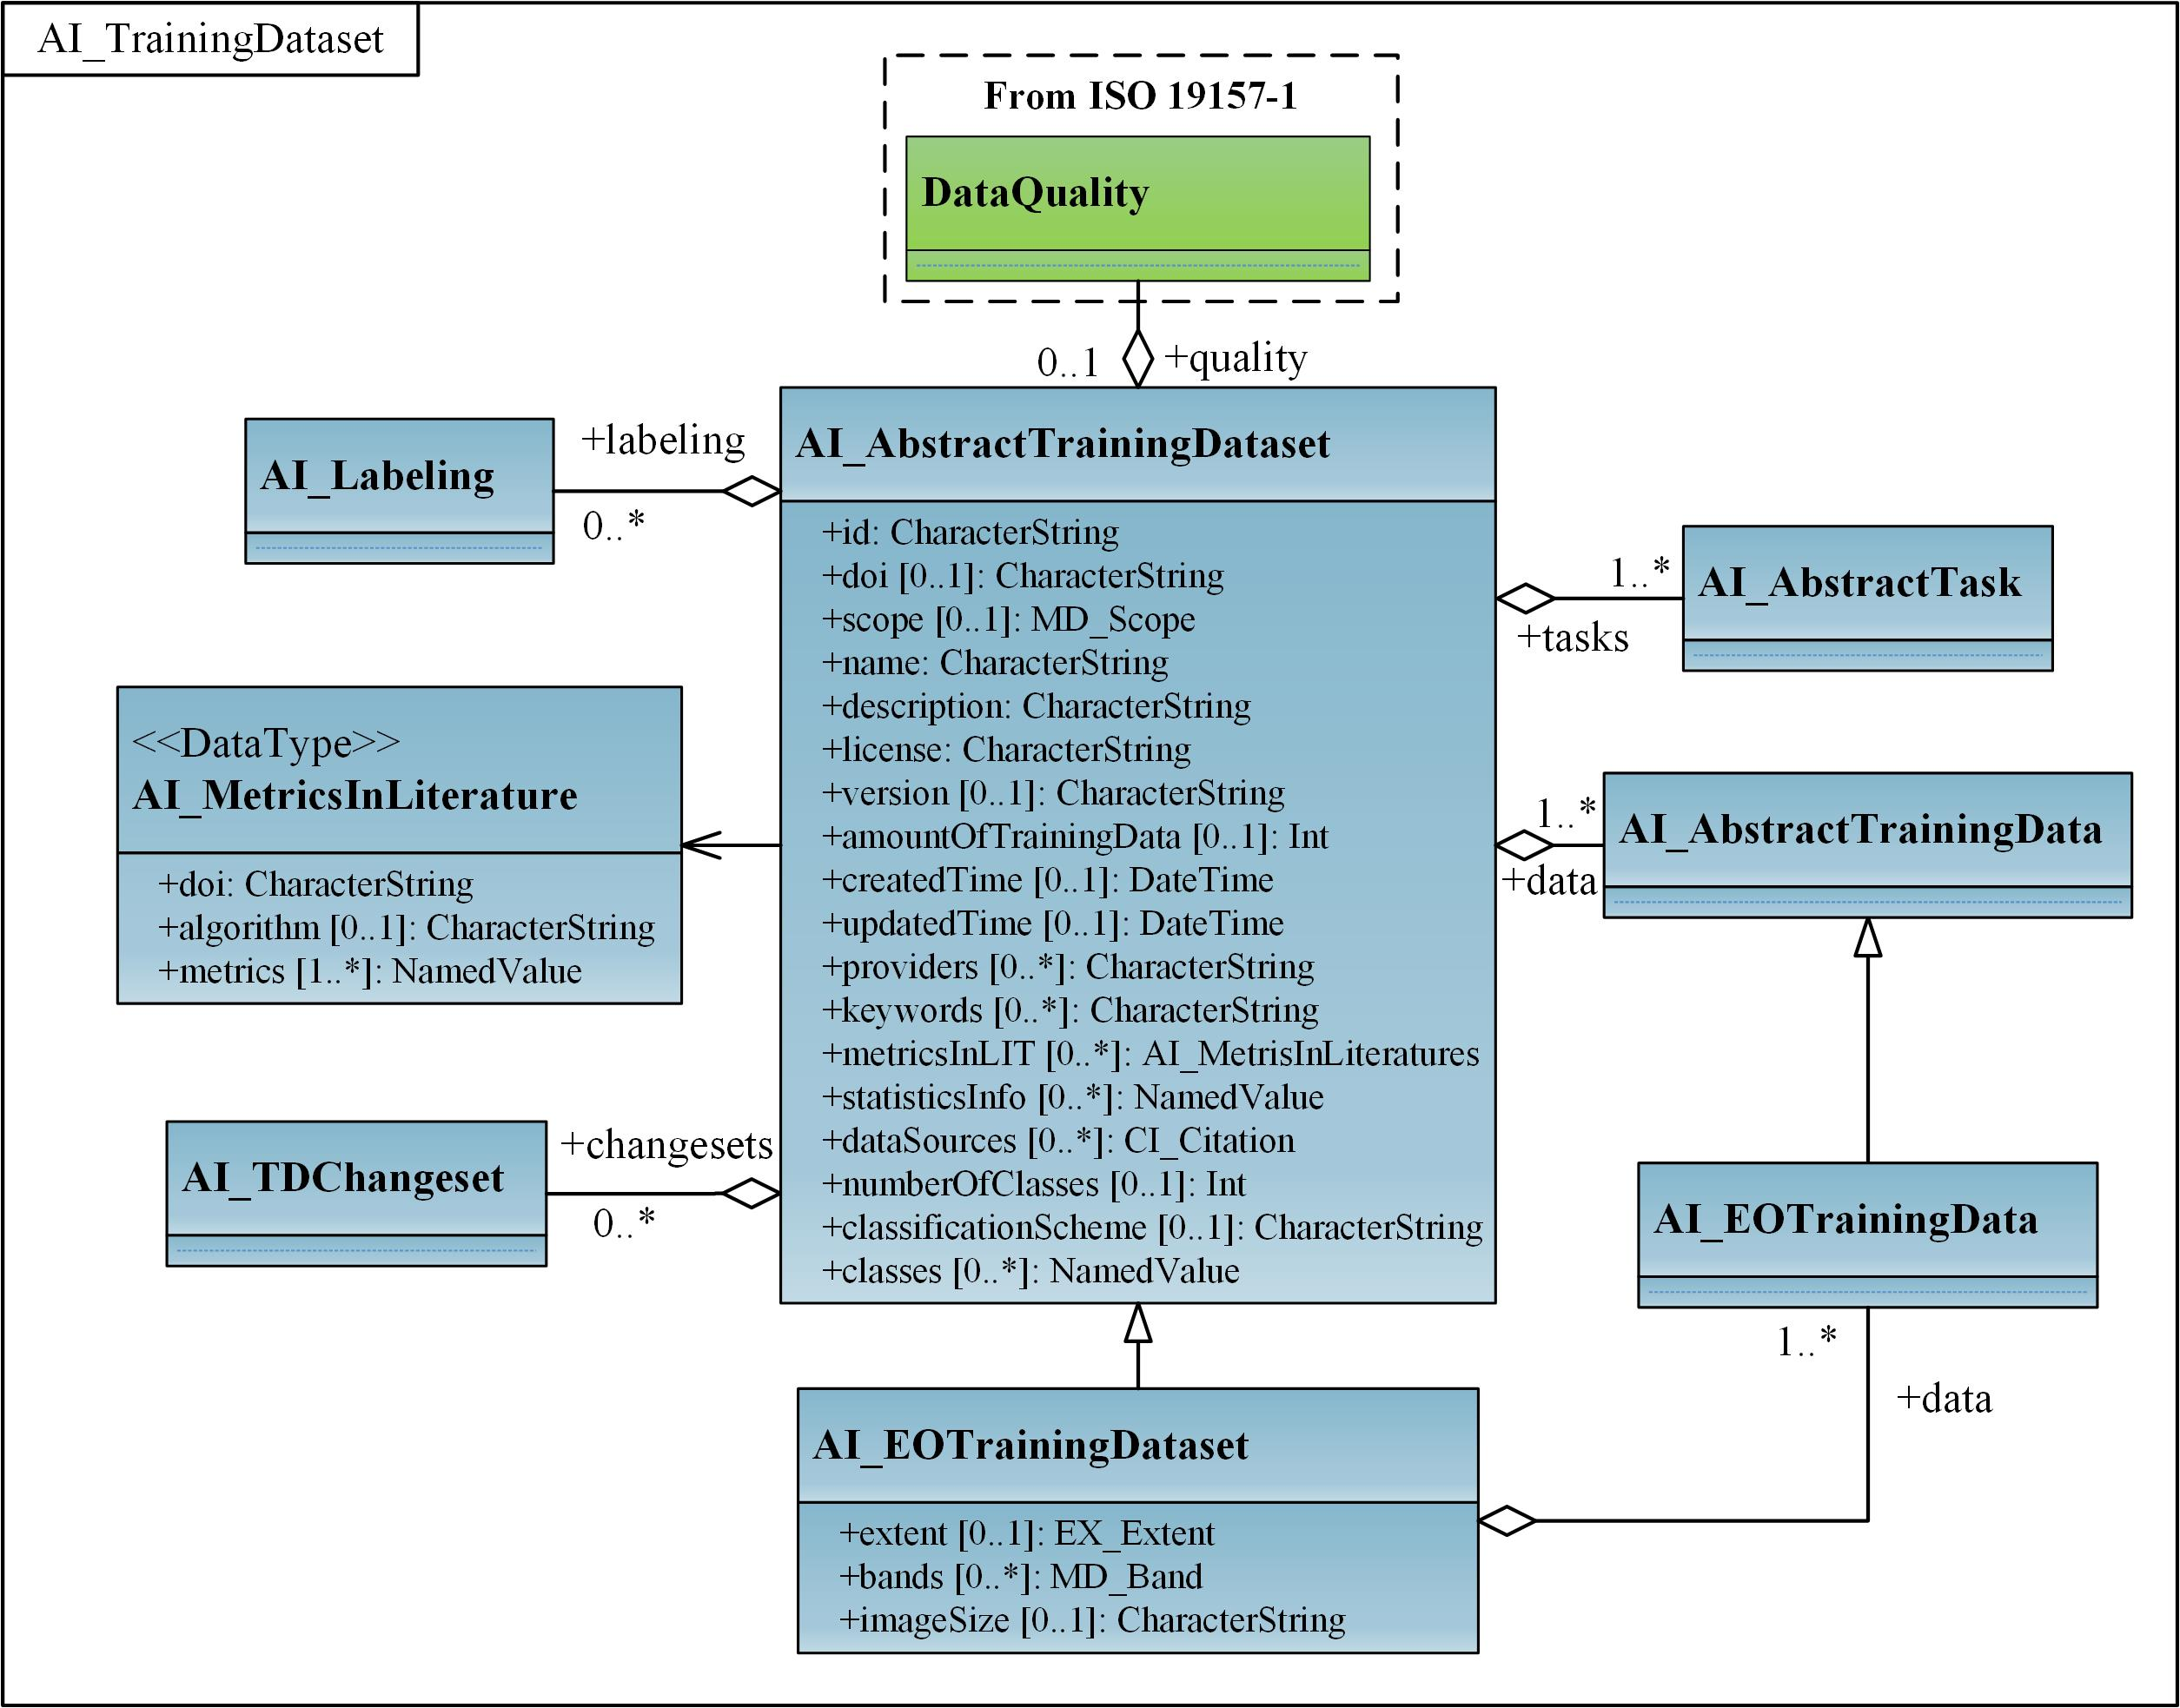 AI_TrainingDataset
From ISO 19157-1
DataQuality
0..1
+quality
AI_Labeling
+labeling
0..*
AI_AbstractTrainingDataset
+id: CharacterString
+doi [0..1]: CharacterString
+scope [0..1]: MD_Scope
+name: CharacterString
+description: CharacterString
+license: CharacterString
+version [0..1]: CharacterString
+amountOfTrainingData [0..1]: Int
+createdTime [0..1]: DateTime
+updatedTime [0..1]: DateTime
+providers [0..*]: CharacterString
+keywords [0..*]: CharacterString
+metricsInLIT [0..*]: AI_MetrisInLiteratures
+statisticsInfo [0..*]: NamedValue
+dataSources [0..*]: CI_Citation
+numberOfClasses [0..1]: Int
+classificationScheme [0..1]: CharacterString
+classes [0..*]: NamedValue
1..*
+tasks
AI_AbstractTask
<<DataType>>
AI_MetricsInLiterature
+doi: CharacterString
+algorithm [0..1]: CharacterString
+metrics [1..*]: NamedValue
1..*
+data
AI_AbstractTrainingData
AI_TDChangeset
+changesets
0..*
AI_EOTrainingData
1..*
+data
AI_EOTrainingDataset
+extent [0..1]: EX_Extent
+bands [0..*]: MD_Band
+imageSize [0..1]: CharacterString